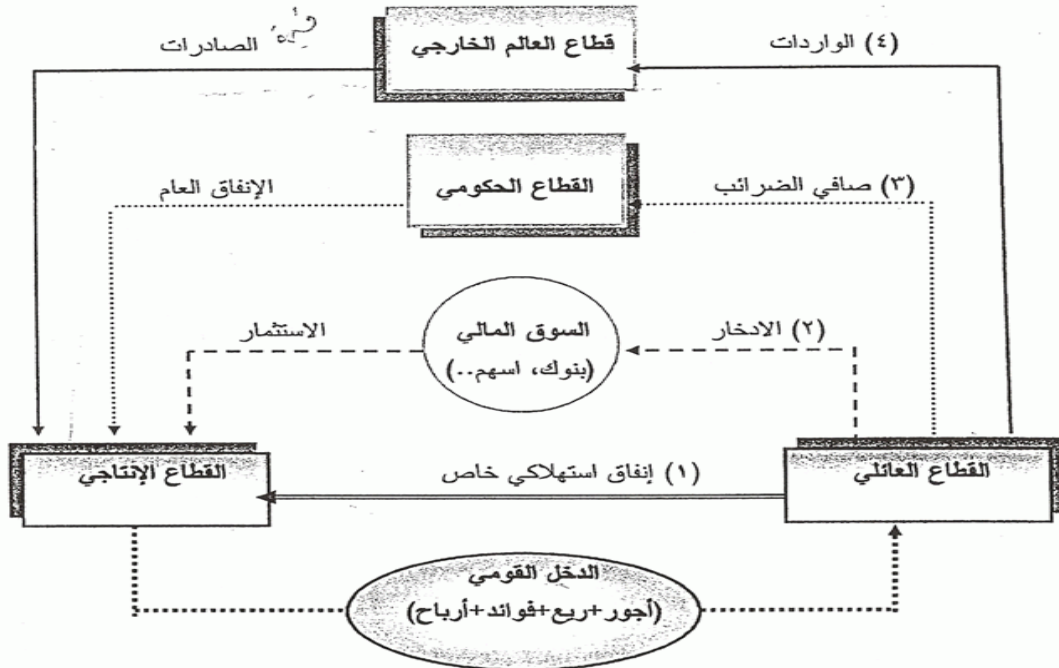 (٤) الواردات
قطاع العالم الخارجي
الصادرات
(٣) صافي الضرائب
القطاع الحكومي
الإنفاق العام
(٢) الادخار
السوق المالي
(بنوك، اسهم..)
الاستثمار
القطاع العائلي
(١) إنفاق استهلاكي خاص
القطاع الإنتاجي
الدخل القومي
(أجور+ريع+فوائد+أرباح)